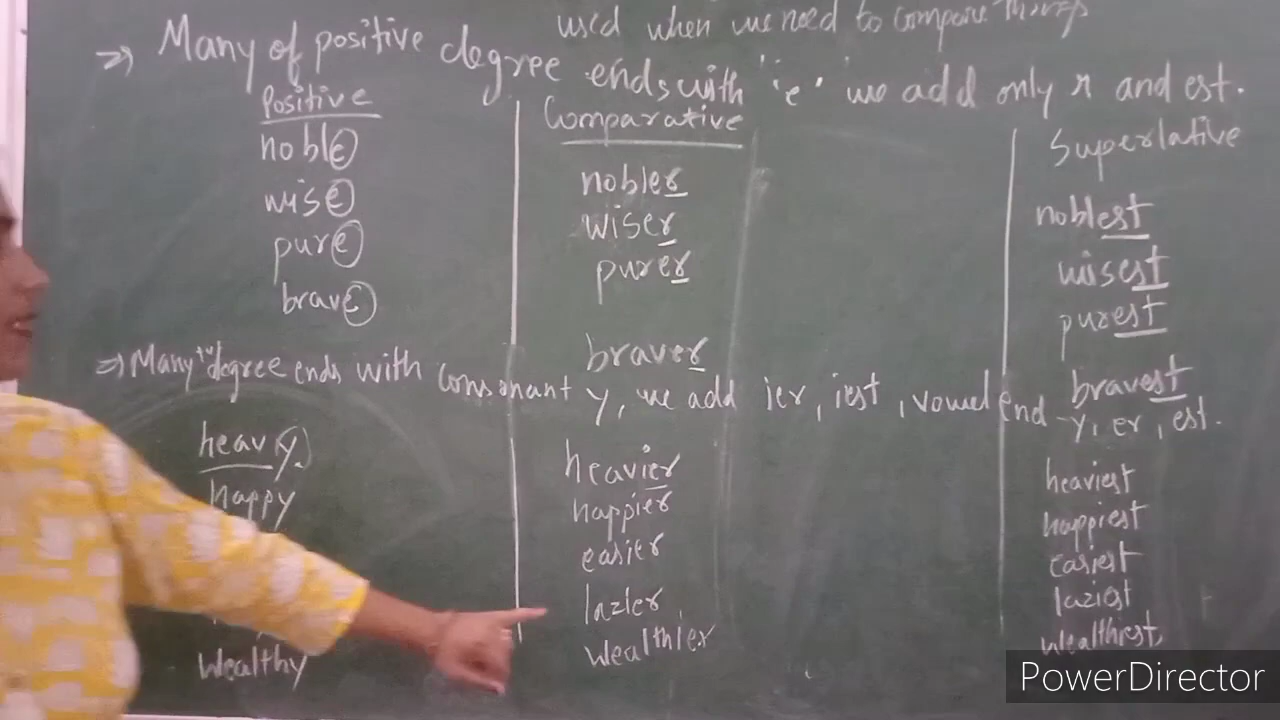 used when we need to compare things
=> Many of positive degree ends with 'e' we add only r and est.
Positive Comparative Superlative
noble nobler noblest
wise wiser wisest
pure purer purest
brave braver bravest
=> Many +ve degree ends with consonant y, we add ier, iest, vowel end -y, er, est.
heavy. heavier heaviest
happy happier happiest
easier easiest
lazier laziest
wealthy wealthier wealthiest
PowerDirector